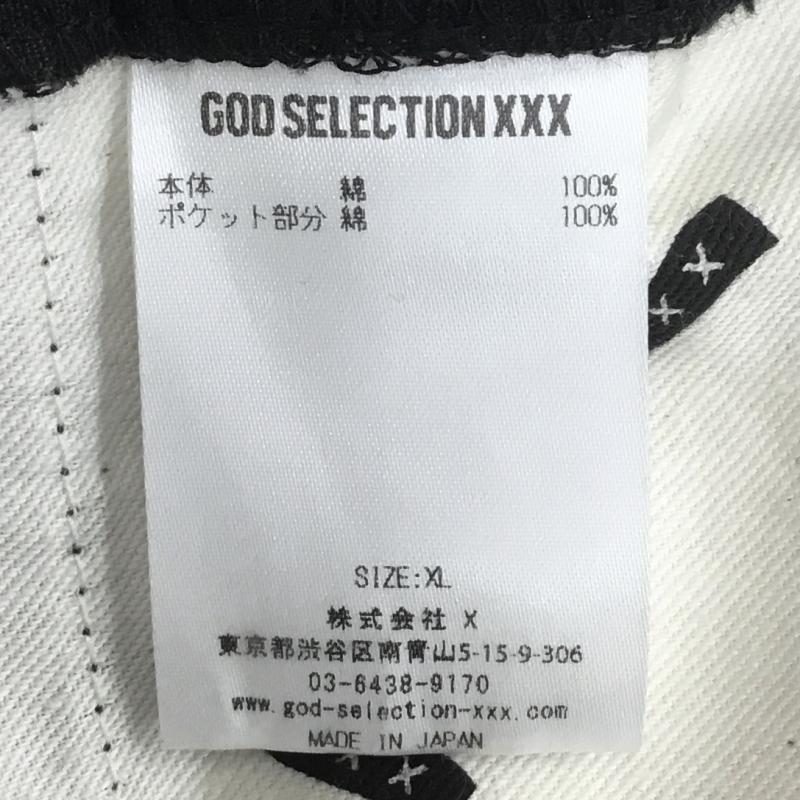 GOD SELECTION XXX
本体 綿 100%
ポケット部分 綿 100%
SIZE:XL
株式会社 X
東京都渋谷区南青山5-15-9-306
03-6438-9170
www.god-selection-xxx.com
MADE IN JAPAN